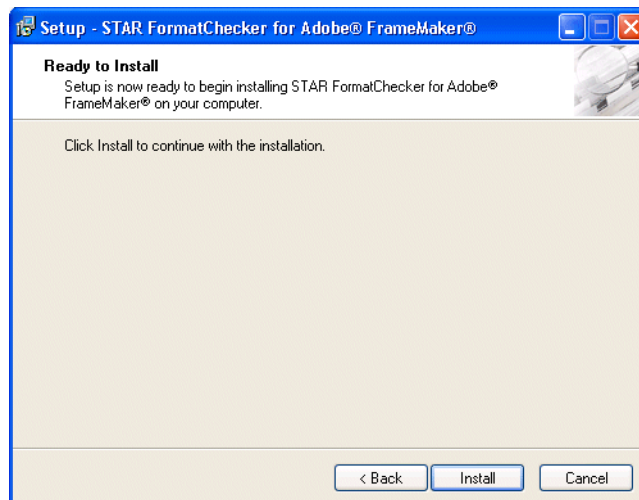 Setup - STAR FormatChecker for Adobe® FrameMaker®
Ready to Install
Setup is now ready to begin installing STAR FormatChecker for Adobe®
FrameMaker® on your computer.
Click Install to continue with the installation.
< Back
Install
Cancel